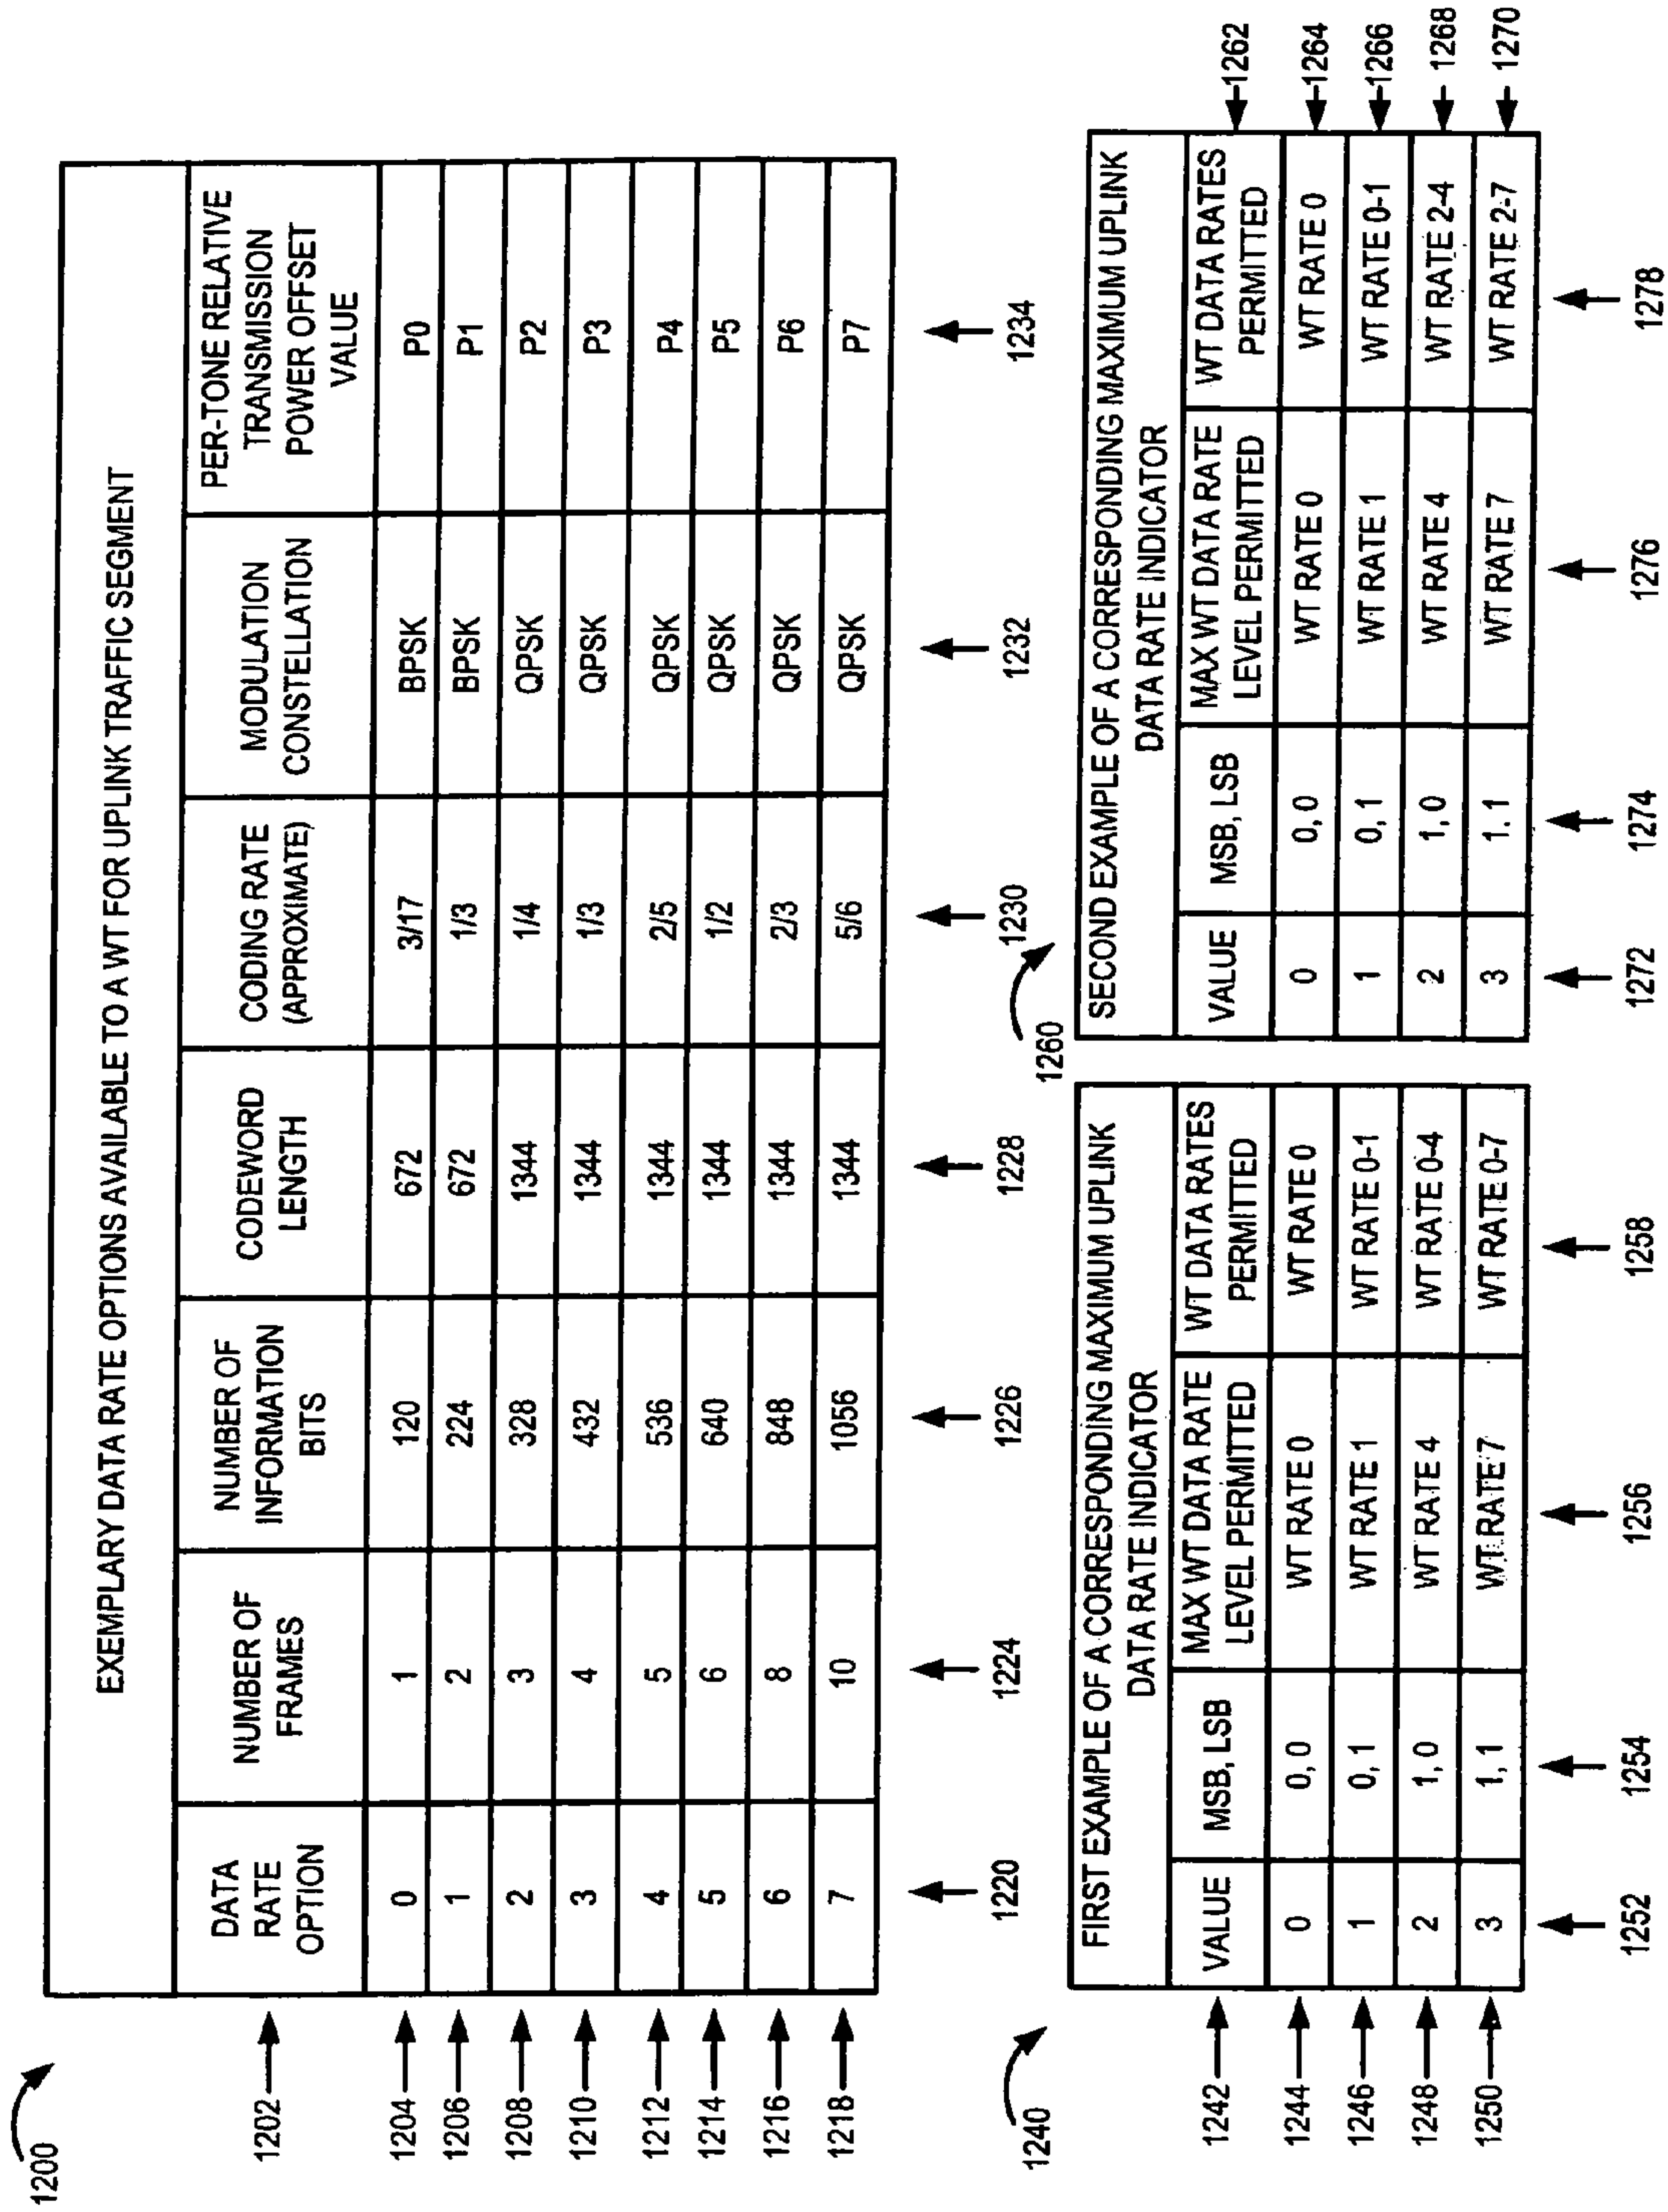 1200
EXEMPLARY DATA RATE OPTIONS AVAILABLE TO A WT FOR UPLINK TRAFFIC SEGMENT
1202 DATA RATE OPTION NUMBER OF FRAMES NUMBER OF INFORMATION BITS CODEWORD LENGTH CODING RATE (APPROXIMATE) MODULATION CONSTELLATION PER-TONE RELATIVE TRANSMISSION POWER OFFSET VALUE
1204 0 1 120 672 3/17 BPSK P0
1206 1 2 224 672 1/3 BPSK P1
1208 2 3 328 1344 1/4 QPSK P2
1210 3 4 432 1344 1/3 QPSK P3
1212 4 5 536 1344 2/5 QPSK P4
1214 5 6 640 1344 1/2 QPSK P5
1216 6 8 848 1344 2/3 QPSK P6
1218 7 10 1056 1344 5/6 QPSK P7
1220 1224 1226 1228 1230 1232 1234
1240
FIRST EXAMPLE OF A CORRESPONDING MAXIMUM UPLINK
DATA RATE INDICATOR
1242 VALUE MSB, LSB MAX WT DATA RATE LEVEL PERMITTED WT DATA RATES PERMITTED
1244 0 0, 0 WT RATE 0 WT RATE 0
1246 1 0, 1 WT RATE 1 WT RATE 0-1
1248 2 1, 0 WT RATE 4 WT RATE 0-4
1250 3 1, 1 WT RATE 7 WT RATE 0-7
1252 1254 1256 1258
1260
SECOND EXAMPLE OF A CORRESPONDING MAXIMUM UPLINK
DATA RATE INDICATOR
VALUE MSB, LSB MAX WT DATA RATE LEVEL PERMITTED WT DATA RATES PERMITTED 1262
0 0, 0 WT RATE 0 WT RATE 0 1264
1 0, 1 WT RATE 1 WT RATE 0-1 1266
2 1, 0 WT RATE 4 WT RATE 2-4 1268
3 1. 1 WT RATE 7 WT RATE 2-7 1270
1272 1274 1276 1278